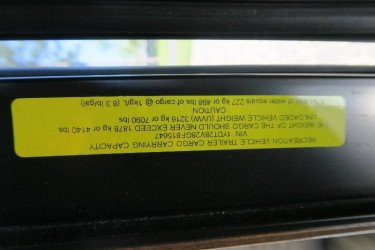 RECREATION VEHICLE TRAILER CARGO CARRYING CAPACITY
VIN: 1YDT28V28GF815647
THE WEIGHT OF THE CARGO SHOULD NEVER EXCEED 1878 kg or 4140 lbs
CAUTION:
UNLOADED VEHICLE WEIGHT (UVW) 3216 kg or 7090 lbs
of water equals 227 kg or 498 lbs of cargo @ 1kg/L (8.3 lb/gal)